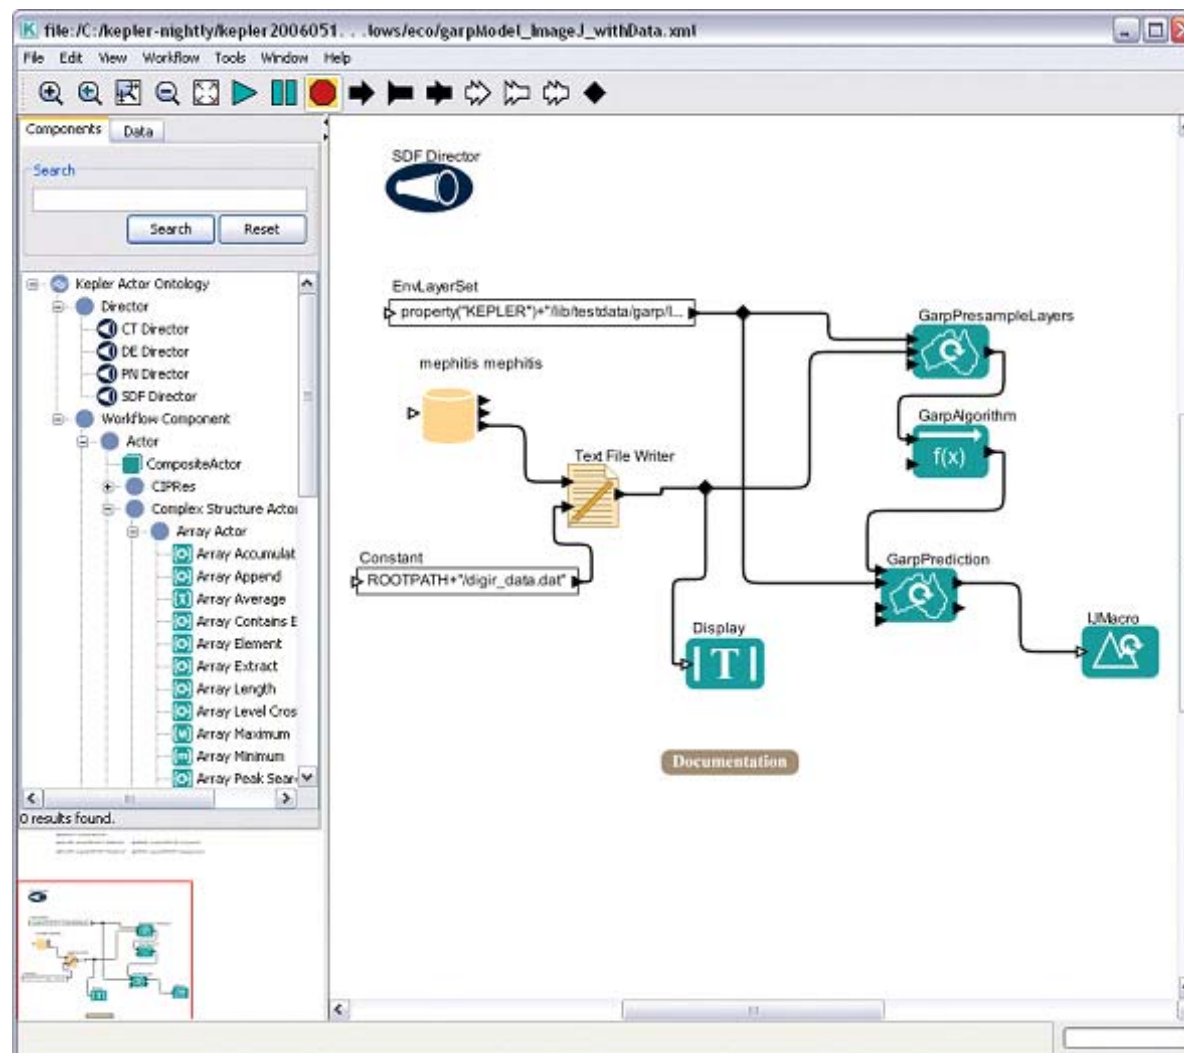 file:/C:/kepler-nightly/kepler2006051. . .lows/eco/garpModel_ImageJ_withData.xml
File Edit View Workflow Tools Window Help
Components Data
Search
Search Reset
Kepler Actor Ontology
Director
CT Director
DE Director
PN Director
SDF Director
Workflow Component
Actor
CompositeActor
CIPRes
Complex Structure Actor
Array Actor
Array Accumulat
Array Append
Array Average
Array Contains E
Array Element
Array Extract
Array Length
Array Level Cros
Array Maximum
Array Minimum
Array Peak Sear
0 results found.
SDF Director
EnvLayerSet
property("KEPLER")+"/lib/testdata/garp/l...
mephitis mephitis
Text File Writer
Constant
ROOTPATH+"/digir_data.dat"
Display
T
GarpPresampleLayers
GarpAlgorithm
f(x)
GarpPrediction
IJMacro
Documentation